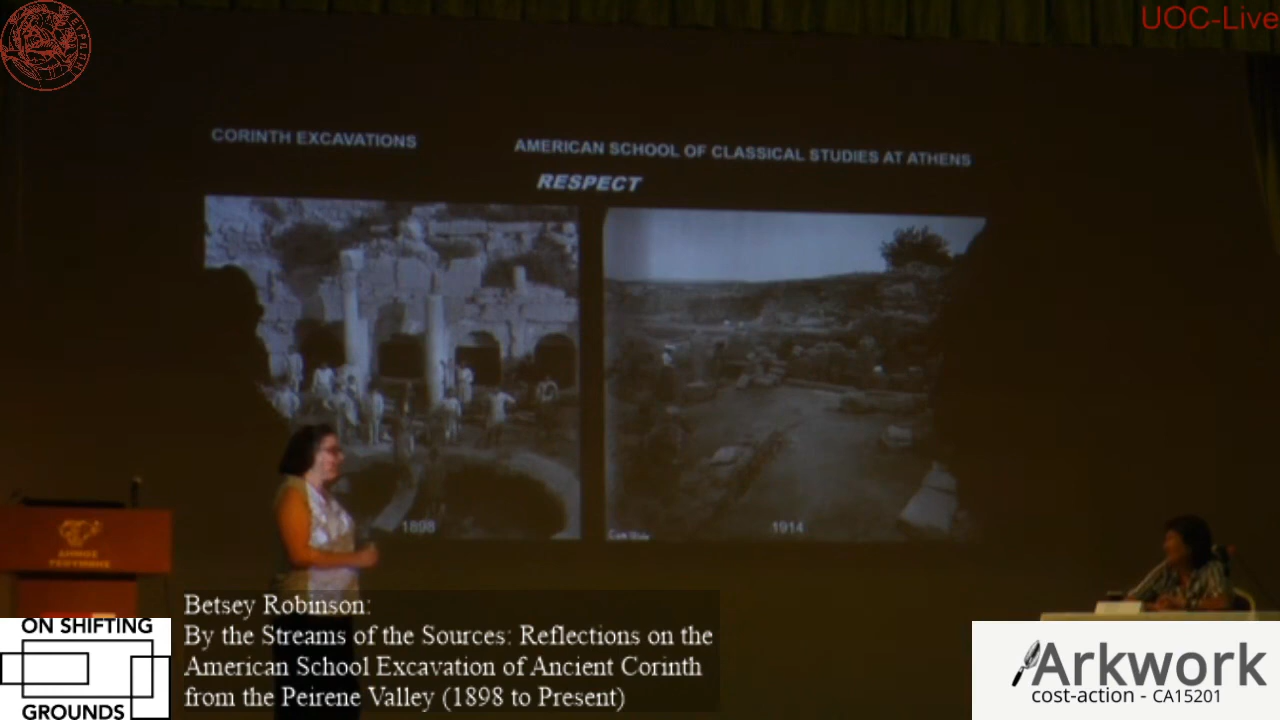 UOC-Live
CORINTH EXCAVATIONS
AMERICAN SCHOOL OF CLASSICAL STUDIES AT ATHENS
RESPECT
1898
1914
ΔΗΜΟΣ
ΡΕΘΥΜΝΗΣ
Betsey Robinson:
By the Streams of the Sources: Reflections on the
American School Excavation of Ancient Corinth
from the Peirene Valley (1898 to Present)
ON SHIFTING
GROUNDS
Arkwork
cost-action - CA15201